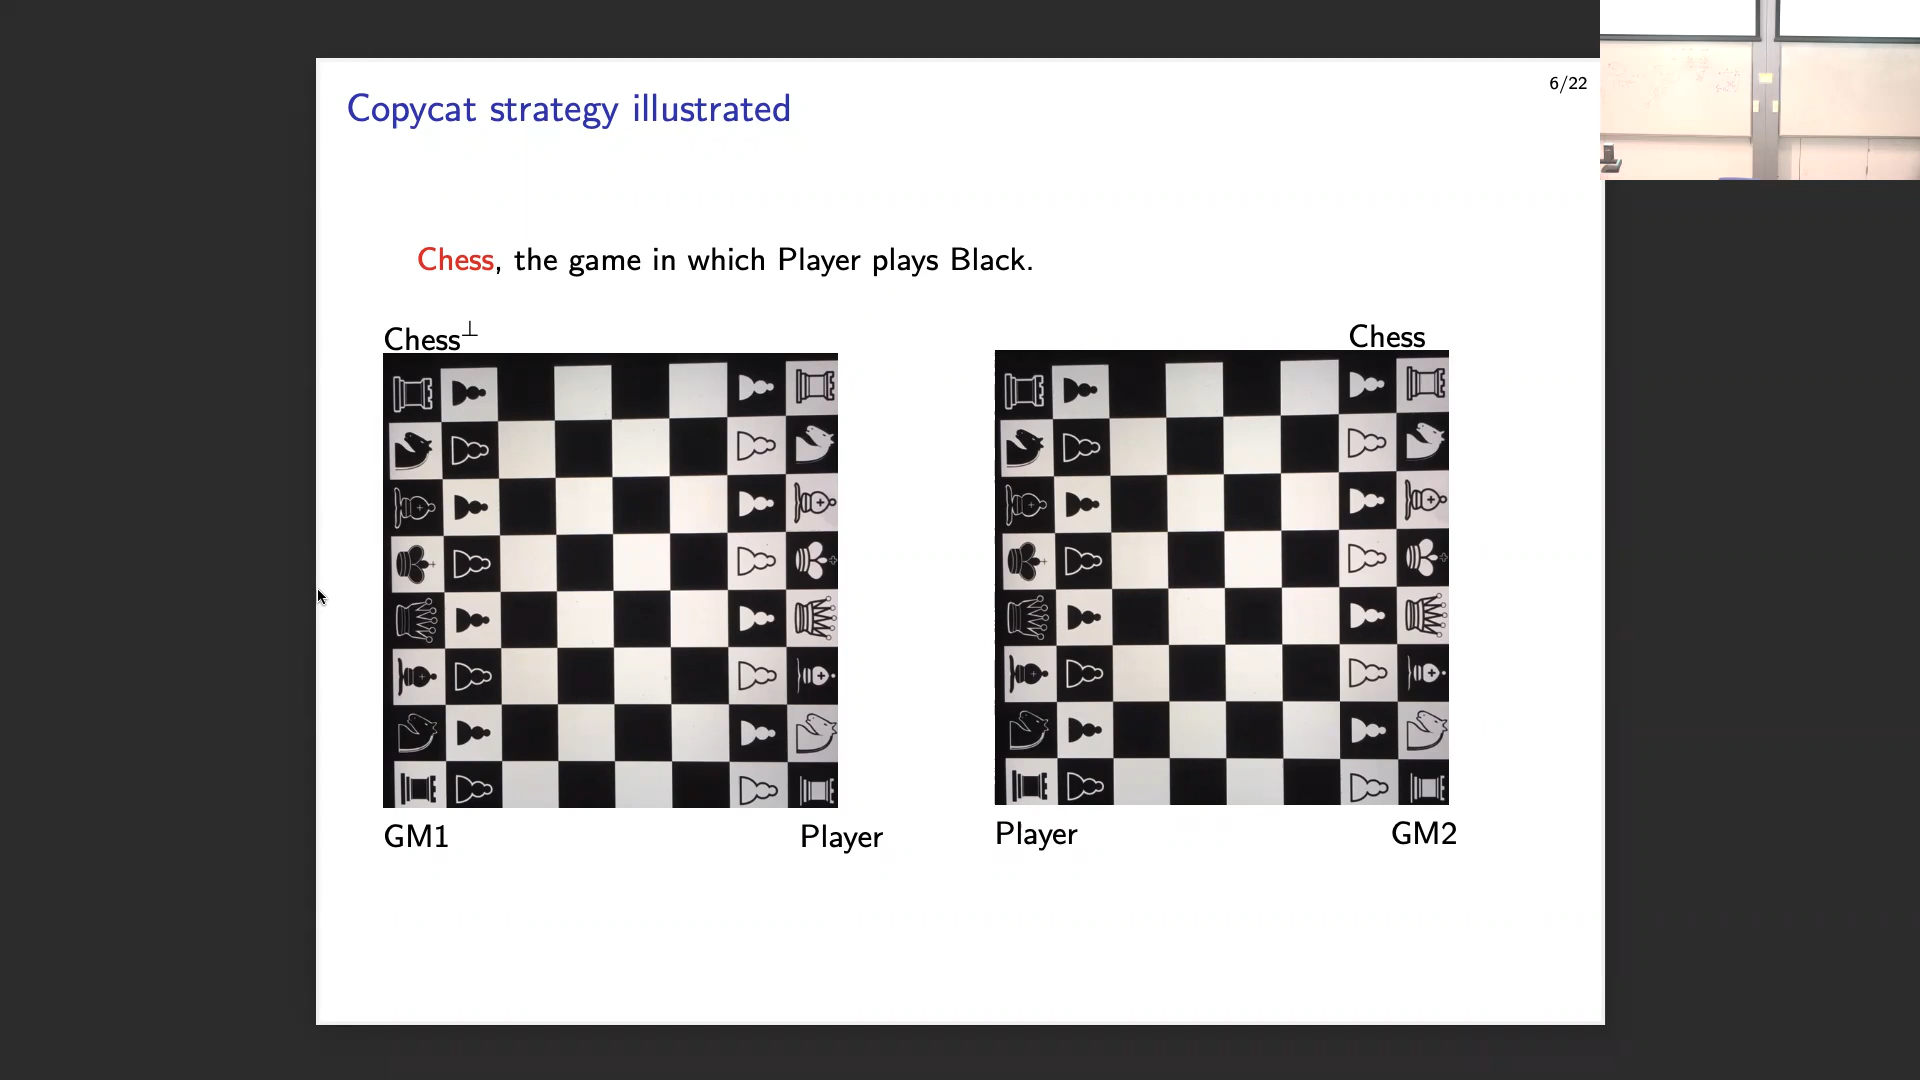 6/22
Copycat strategy illustrated
Chess, the game in which Player plays Black.
Chess⊥
Chess
GM1
Player
Player
GM2